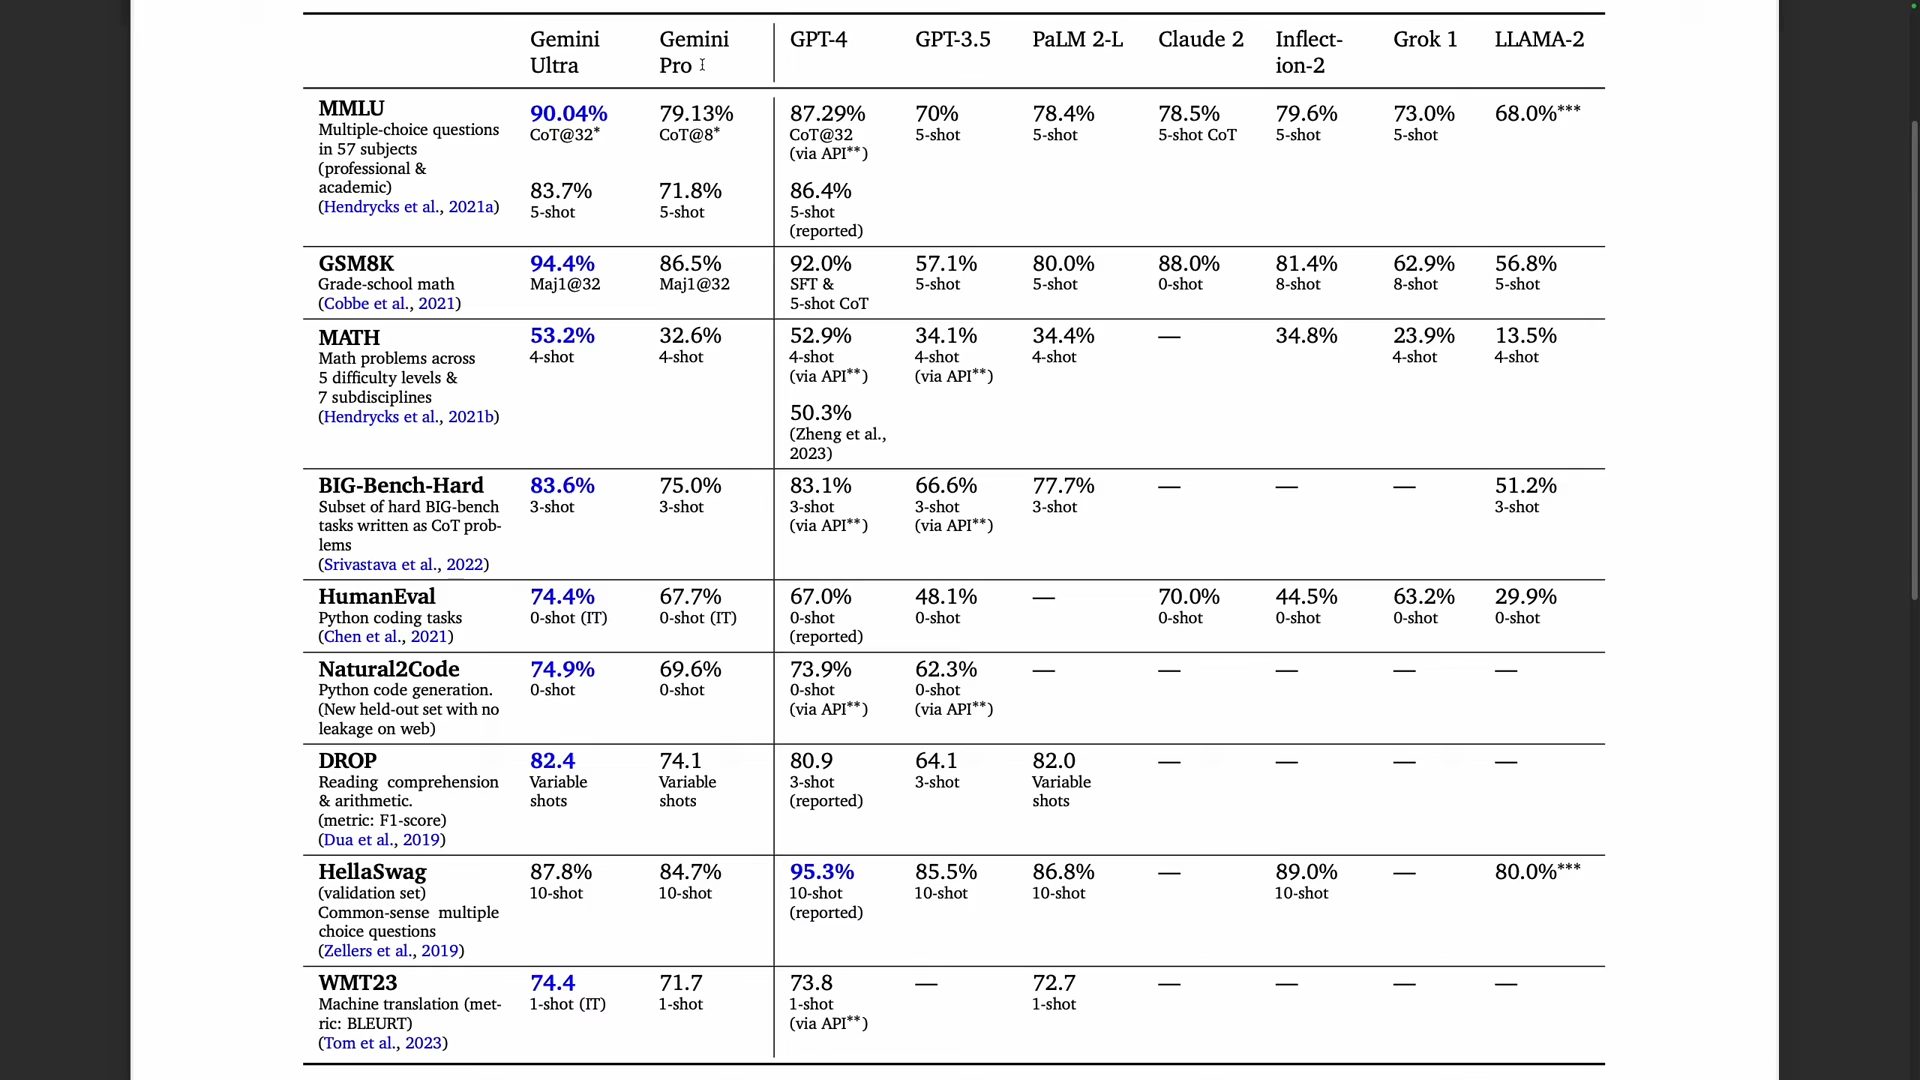 Gemini Ultra Gemini Pro GPT-4 GPT-3.5 PaLM 2-L Claude 2 Inflect-ion-2 Grok 1 LLAMA-2
MMLU
Multiple-choice questions
in 57 subjects
(professional &
academic)
(Hendrycks et al., 2021a)
90.04%
CoT@32*
83.7%
5-shot
79.13%
CoT@8*
71.8%
5-shot
87.29%
CoT@32
(via API**)
86.4%
5-shot
(reported)
70%
5-shot
78.4%
5-shot
78.5%
5-shot CoT
79.6%
5-shot
73.0%
5-shot
68.0%***
GSM8K
Grade-school math
(Cobbe et al., 2021)
94.4%
Maj1@32
86.5%
Maj1@32
92.0%
SFT &
5-shot CoT
57.1%
5-shot
80.0%
5-shot
88.0%
0-shot
81.4%
8-shot
62.9%
8-shot
56.8%
5-shot
MATH
Math problems across
5 difficulty levels &
7 subdisciplines
(Hendrycks et al., 2021b)
53.2%
4-shot
32.6%
4-shot
52.9%
4-shot
(via API**)
50.3%
(Zheng et al.,
2023)
34.1%
4-shot
(via API**)
34.4%
4-shot
—
34.8%
23.9%
4-shot
13.5%
4-shot
BIG-Bench-Hard
Subset of hard BIG-bench
tasks written as CoT prob-
lems
(Srivastava et al., 2022)
83.6%
3-shot
75.0%
3-shot
83.1%
3-shot
(via API**)
66.6%
3-shot
(via API**)
77.7%
3-shot
—
—
—
51.2%
3-shot
HumanEval
Python coding tasks
(Chen et al., 2021)
74.4%
0-shot (IT)
67.7%
0-shot (IT)
67.0%
0-shot
(reported)
48.1%
0-shot
—
70.0%
0-shot
44.5%
0-shot
63.2%
0-shot
29.9%
0-shot
Natural2Code
Python code generation.
(New held-out set with no
leakage on web)
74.9%
0-shot
69.6%
0-shot
73.9%
0-shot
(via API**)
62.3%
0-shot
(via API**)
—
—
—
—
—
DROP
Reading comprehension
& arithmetic.
(metric: F1-score)
(Dua et al., 2019)
82.4
Variable
shots
74.1
Variable
shots
80.9
3-shot
(reported)
64.1
3-shot
82.0
Variable
shots
—
—
—
—
HellaSwag
(validation set)
Common-sense multiple
choice questions
(Zellers et al., 2019)
87.8%
10-shot
84.7%
10-shot
95.3%
10-shot
(reported)
85.5%
10-shot
86.8%
10-shot
—
89.0%
10-shot
—
80.0%***
WMT23
Machine translation (met-
ric: BLEURT)
(Tom et al., 2023)
74.4
1-shot (IT)
71.7
1-shot
73.8
1-shot
(via API**)
—
72.7
1-shot
—
—
—
—